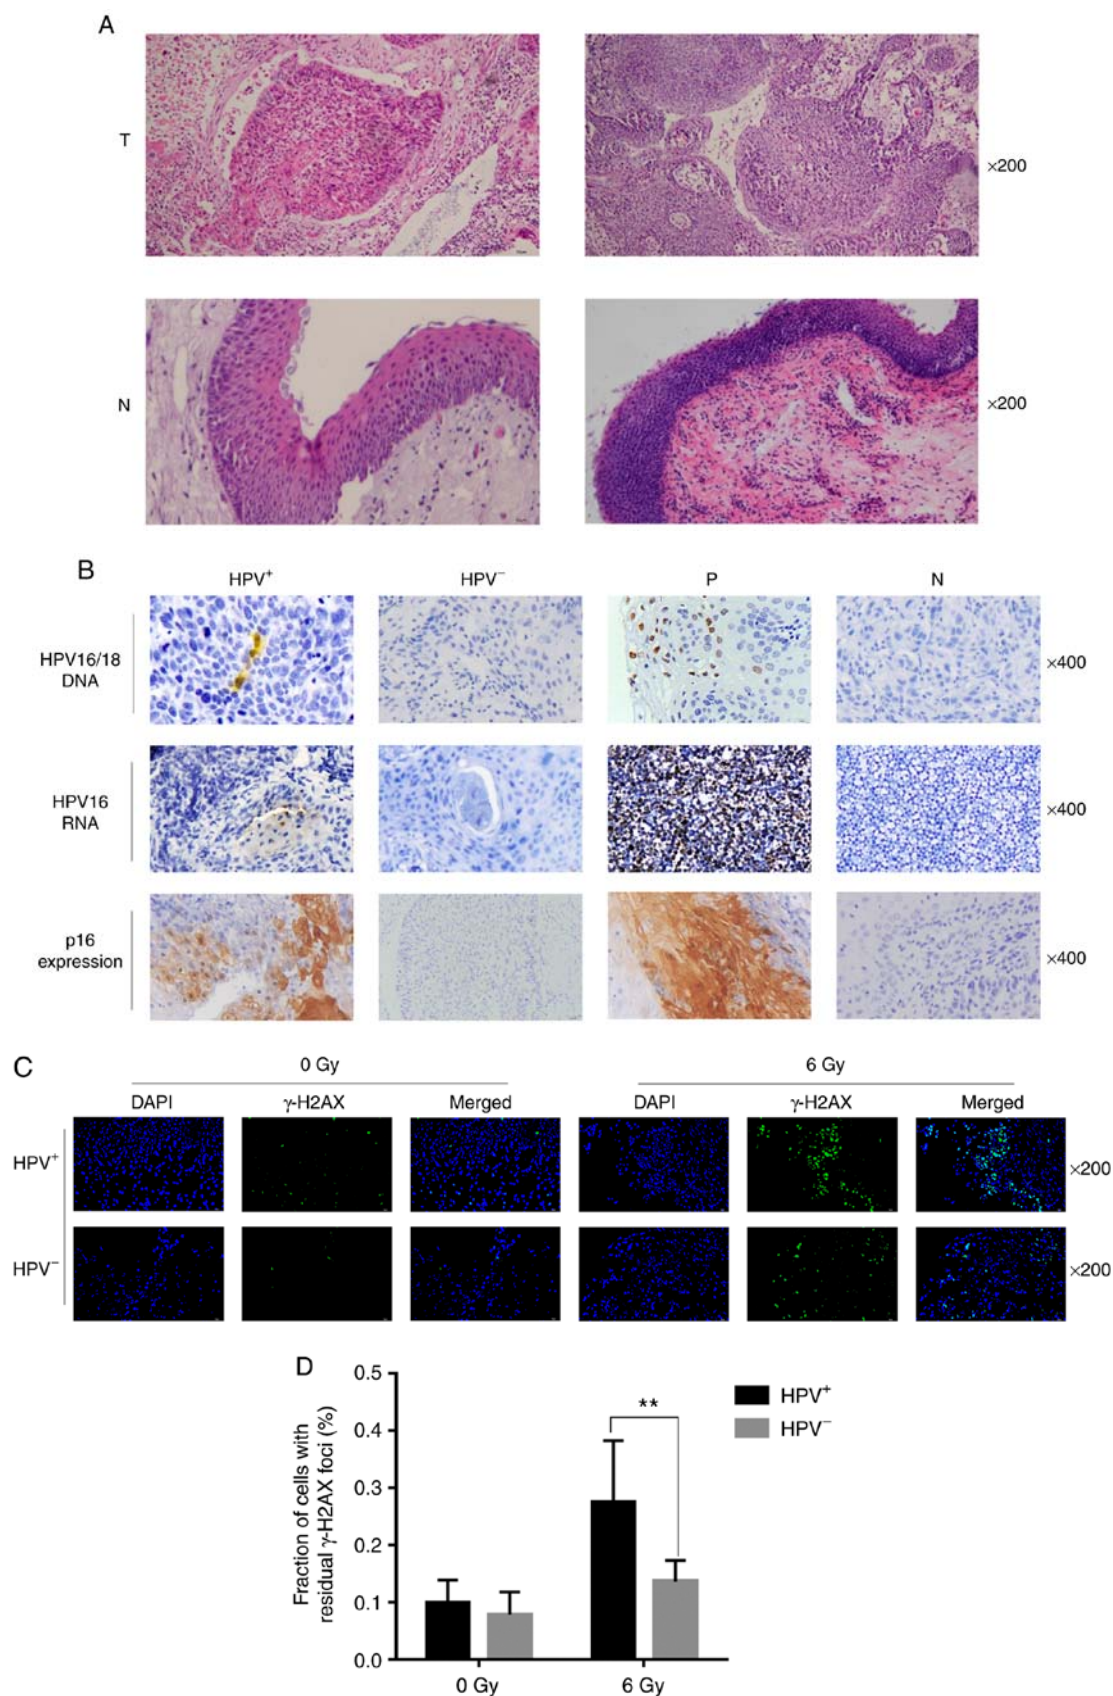 A
T
×200
N
×200
B
HPV⁺
HPV⁻
P
N
HPV16/18
DNA
×400
HPV16
RNA
×400
p16
expression
×400
C
0 Gy
6 Gy
DAPI
γ-H2AX
Merged
DAPI
γ-H2AX
Merged
HPV⁺
×200
HPV⁻
×200
D
Fraction of cells with
residual γ-H2AX foci (%)
0.5
0.4
0.3
0.2
0.1
0.0
**
HPV⁺
HPV⁻
0 Gy
6 Gy